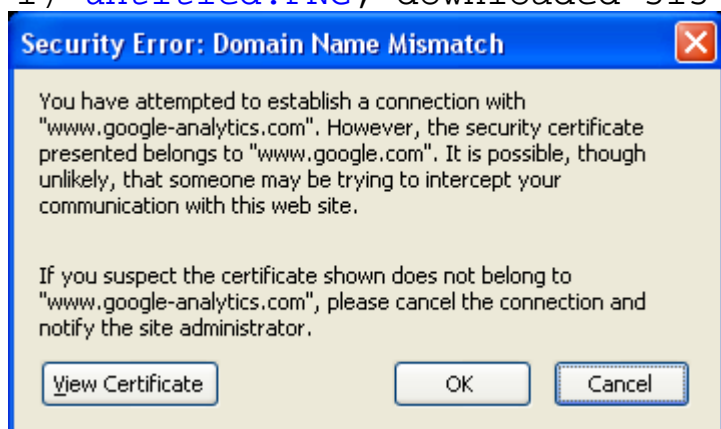 Security Error: Domain Name Mismatch
You have attempted to establish a connection with
"www.google-analytics.com". However, the security certificate
presented belongs to "www.google.com". It is possible, though
unlikely, that someone may be trying to intercept your
communication with this web site.
If you suspect the certificate shown does not belong to
"www.google-analytics.com", please cancel the connection and
notify the site administrator.
View Certificate
OK
Cancel